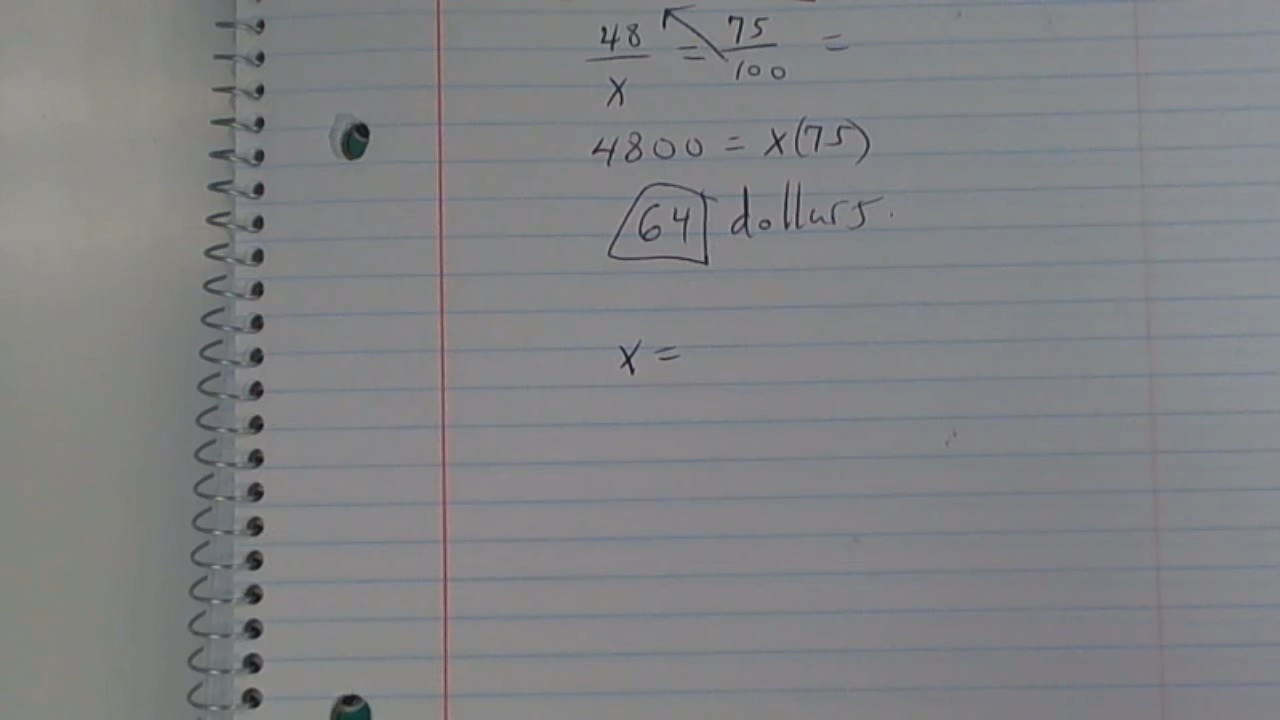 48/x = 75/100 =
4800 = x(75)
64 dollars.
x =